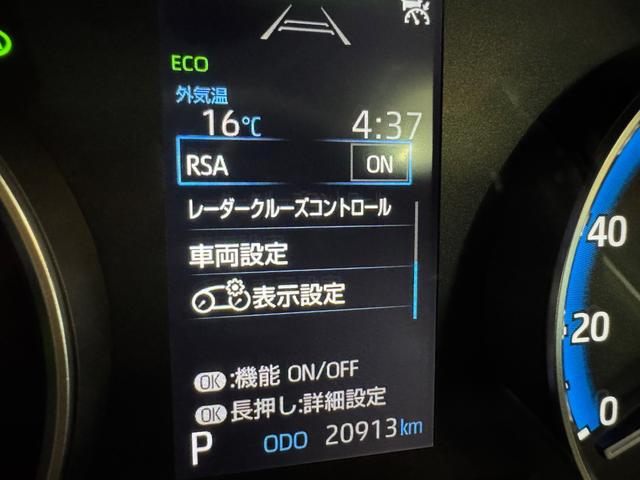 ECO
外気温
16℃ 4:37
RSA ON
レーダークルーズコントロール
車両設定
表示設定
OK:機能 ON/OFF
OK長押し:詳細設定
P ODO 20913km
40
20
0